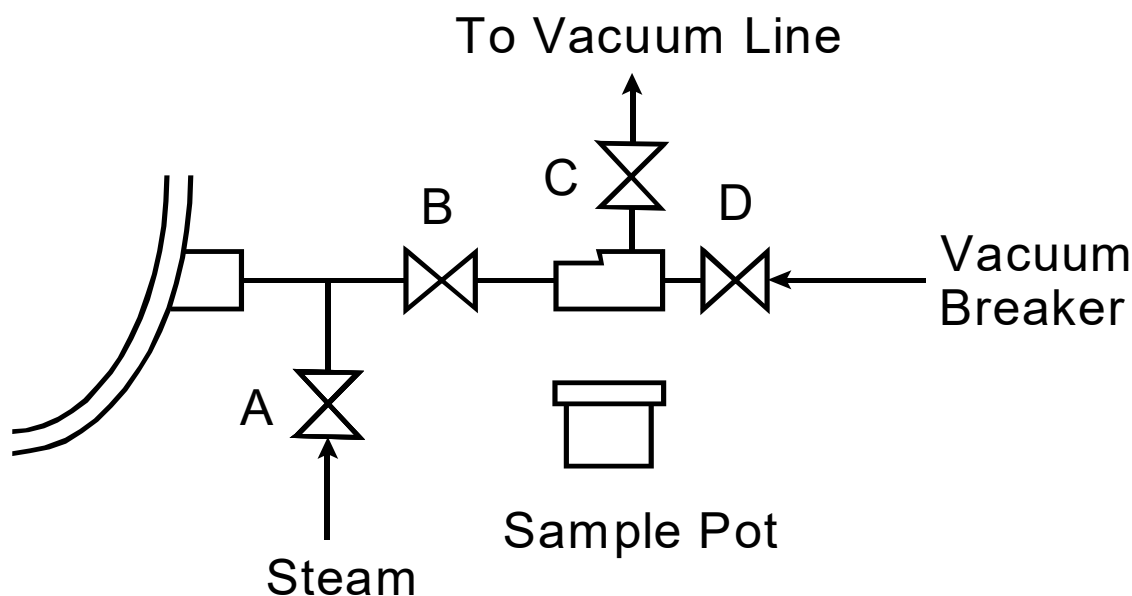 To Vacuum Line
C
D
B
Vacuum
Breaker
A
Sample Pot
Steam